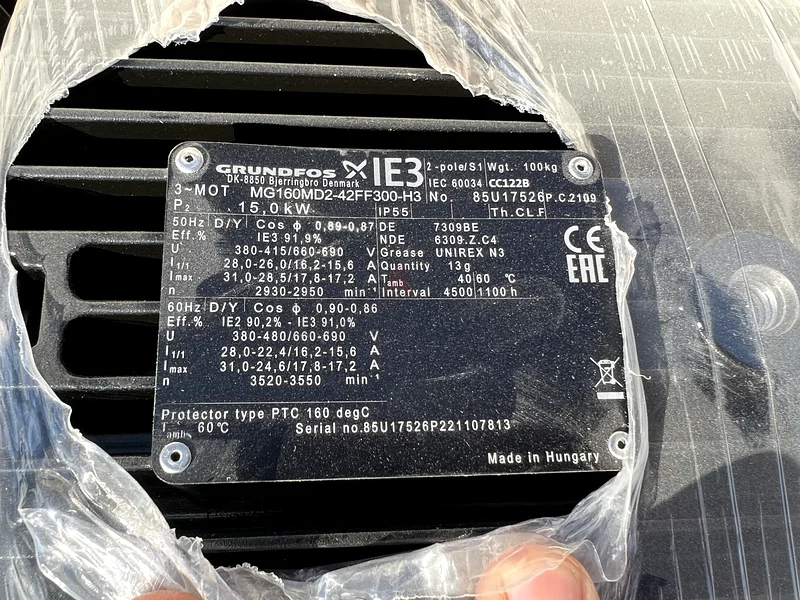 GRUNDFOS IE3 2-pole/S1 Wgt. 100kg
DK-8850 Bjerringbro Denmark IEC 60034 CC122B
3~MOT MG160MD2-42FF300-H3 No. 85U17526 P.C.2109
P2 15,0 kW IP55 Th.CL.F
50Hz D/Y Cos ϕ 0,89-0,87 DE 7309BE
Eff.% IE3 91,9% NDE 6309.Z.C4
U 380-415/660-690 V Grease UNIREX N3
I1/1 28,0-26,0/16,2-15,6 A Quantity 13g
Imax 31,0-28,5/17,8-17,2 A Tamb 40 60 °C
n 2930-2950 min-1 Interval 4500 1100 h
CE
EAC
60Hz D/Y Cos ϕ 0,90-0,86
Eff.% IE2 90,2% - IE3 91,0%
U 380-480/660-690 V
I1/1 28,0-22,4/16,2-15,6 A
Imax 31,0-24,6/17,8-17,2 A
n 3520-3550 min-1
Protector type PTC 160 degC
Tamb. 60°C Serial no.85U17526P221107813
Made in Hungary